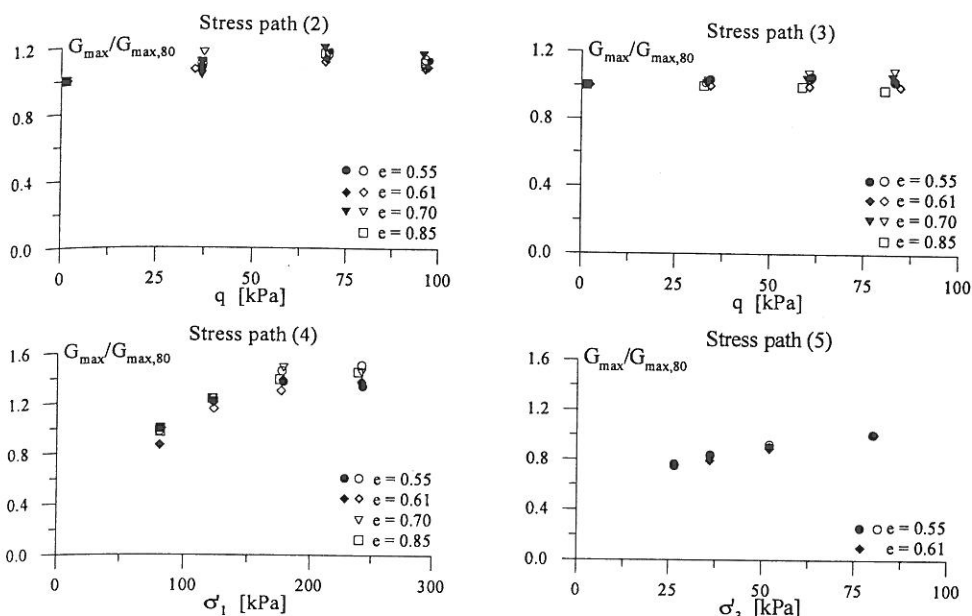 Stress path (2)
G_max/G_max,80
1.2
0.8
0.4
0.0
● ○ e = 0.55
◆ ◇ e = 0.61
▼ ▽ e = 0.70
□ e = 0.85
0 25 50 75 100
q [kPa]
Stress path (3)
G_max/G_max,80
1.2
0.8
0.4
0.0
● ○ e = 0.55
◆ ◇ e = 0.61
▼ ▽ e = 0.70
□ e = 0.85
0 25 50 75 100
q [kPa]
Stress path (4)
G_max/G_max,80
1.6
1.2
0.8
0.4
0.0
● ○ e = 0.55
◆ ◇ e = 0.61
▽ e = 0.70
□ e = 0.85
0 100 200 300
σ'_1 [kPa]
Stress path (5)
G_max/G_max,80
1.6
1.2
0.8
0.4
0.0
● ○ e = 0.55
◆ e = 0.61
0 25 50 75 100
σ'_3 [kPa]